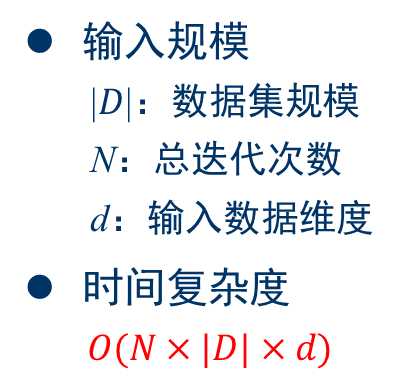 ● 输入规模
|D|：数据集规模
N：总迭代次数
d：输入数据维度
● 时间复杂度
O(N × |D| × d)